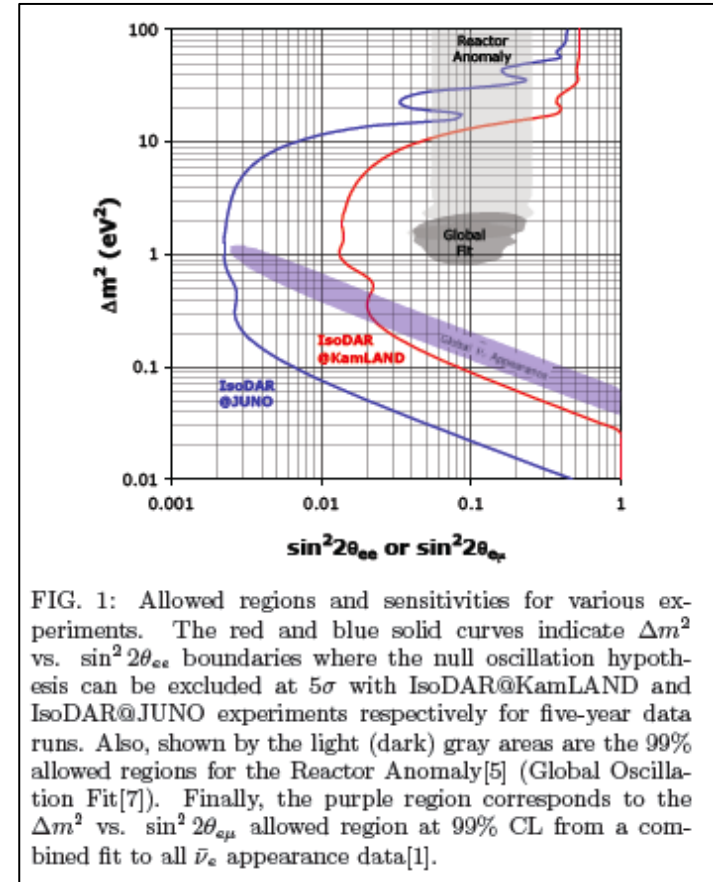 100
Reactor
Anomaly
10
Δm² (eV²)
Global
Fit
1
Global ν̄ₑ Appearance
IsoDAR
@KamLAND
0.1
IsoDAR
@JUNO
0.01
0.001 0.01 0.1 1
sin²2θₑₑ or sin²2θₑμ
FIG. 1: Allowed regions and sensitivities for various ex-
periments. The red and blue solid curves indicate Δm²
vs. sin² 2θₑₑ boundaries where the null oscillation hypoth-
esis can be excluded at 5σ with IsoDAR@KamLAND and
IsoDAR@JUNO experiments respectively for five-year data
runs. Also, shown by the light (dark) gray areas are the 99%
allowed regions for the Reactor Anomaly[5] (Global Oscilla-
tion Fit[7]). Finally, the purple region corresponds to the
Δm² vs. sin² 2θₑμ allowed region at 99% CL from a com-
bined fit to all ν̄ₑ appearance data[1].